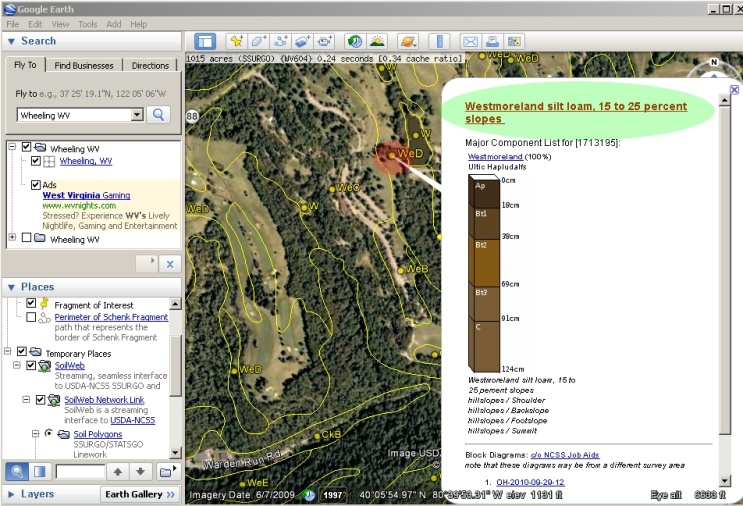 Google Earth
File Edit View Tools Add Help
Search
Fly To Find Businesses Directions
Fly to e.g., 37 25' 19.1"N, 122 05' 06"W
Wheeling WV
Wheeling WV
Wheeling, WV
Ads
West Virginia Gaming
www.wvnights.com
Stressed? Experience WV's Lively
Nightlife, Gaming and Entertainment
Wheeling WV
Places
Fragment of Interest
Perimeter of Schenk Fragment
path that represents the
border of Schenk Fragment
Temporary Places
SoilWeb
Streaming, seamless interface
to USDA-NCSS SSURGO and
SoilWeb Network Link
SoilWeb is a streaming
interface to USDA-NCSS
Soil Polygons
SSURGO/STATSGO
Linework
Layers
Earth Gallery >>
1015 acres (SSURGO) (WV604) 0.24 seconds [0.34 cache ratio]
88
W
WeD
WeD
N
W
WeD
WeC
WeD
W
WeB
WeD
CkB
Warden Run Rd
WeE
Image USD
©
Imagery Date: 6/7/2009
1997
40°05'54.97" N
elev 1131 ft
Eye alt
Westmoreland silt loam, 15 to 25 percent
slopes
Major Component List for [1713195]:
Westmoreland (100%)
Ultic Hapludalfs
0cm
Ap
Bt1
Bt2
69cm
Bt3
91cm
C
124cm
Westmoreland silt loam, 15 to
25 percent slopes
hillslopes / Shoulder
hillslopes / Backslope
hillslopes / Footslope
hillslopes / Summit
Block Diagrams: c/o NCSS Job Aids
note that these diagrams may be from a different survey area
1. OH-2010-09-29-12